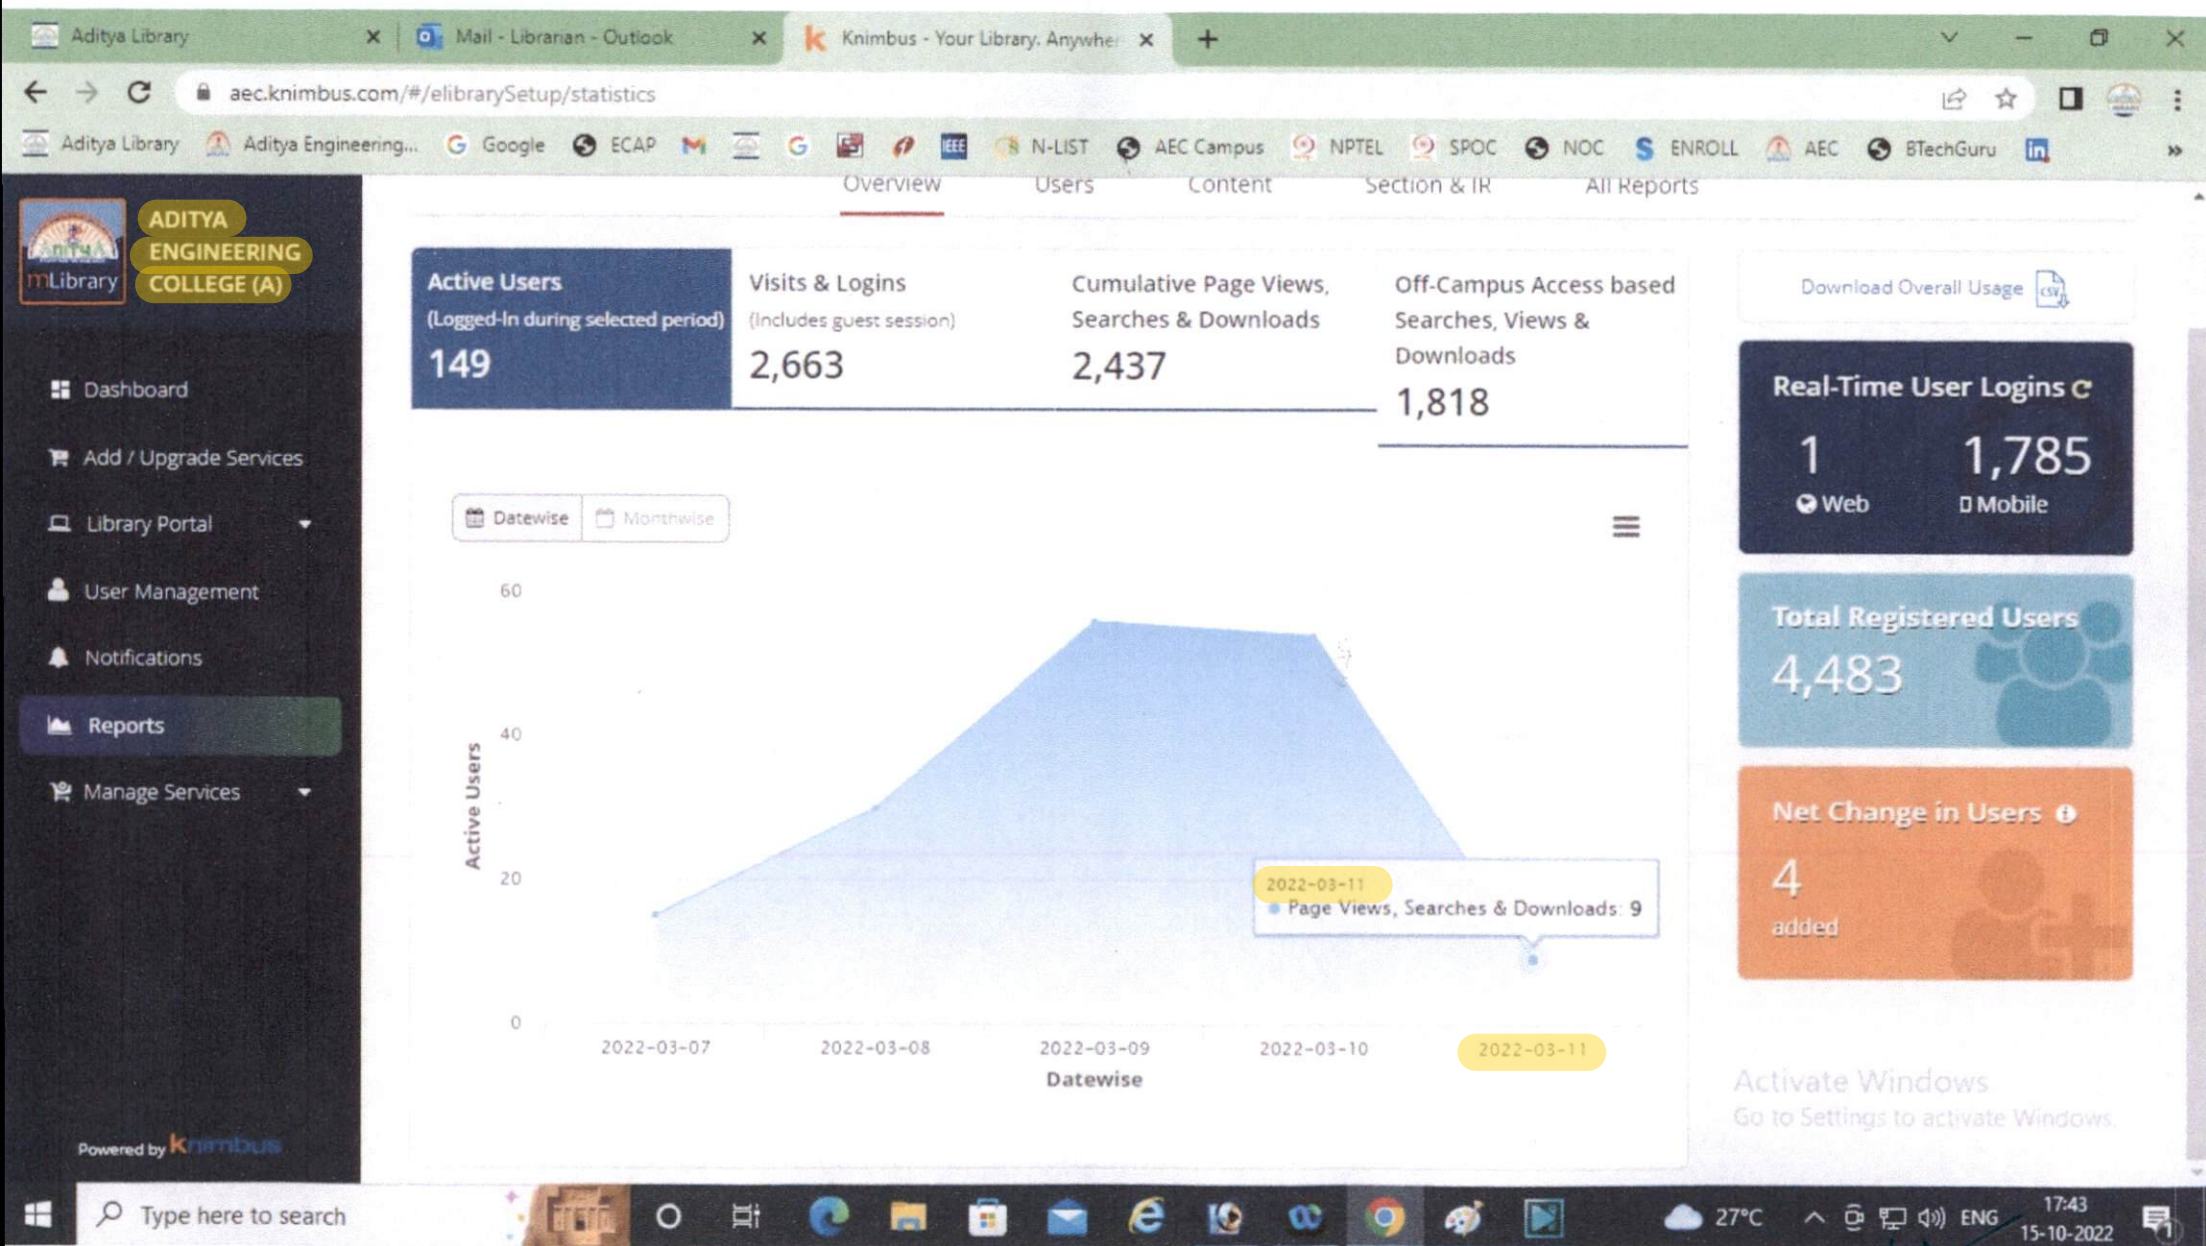 Aditya Library
Mail - Librarian - Outlook
Knimbus - Your Library. Anywher
aec.knimbus.com/#/elibrarySetup/statistics
Aditya Library Aditya Engineering... Google ECAP IEEE N-LIST AEC Campus NPTEL SPOC NOC ENROLL AEC BTechGuru in
Overview Users Content Section & IR All Reports
ADITYA
ENGINEERING
COLLEGE (A)
ADITYA
mLibrary
Dashboard
Add / Upgrade Services
Library Portal
User Management
Notifications
Reports
Manage Services
Powered by Knimbus
Active Users
(Logged-In during selected period)
149
Visits & Logins
(Includes guest session)
2,663
Cumulative Page Views,
Searches & Downloads
2,437
Off-Campus Access based
Searches, Views &
Downloads
1,818
Download Overall Usage CSV
Real-Time User Logins
1 1,785
Web Mobile
Total Registered Users
4,483
Net Change in Users
4
added
Datewise Monthwise
60
40
20
0
Active Users
2022-03-11
Page Views, Searches & Downloads: 9
2022-03-07 2022-03-08 2022-03-09 2022-03-10 2022-03-11
Datewise
Activate Windows
Go to Settings to activate Windows.
Type here to search
27°C ENG
17:43
15-10-2022
1